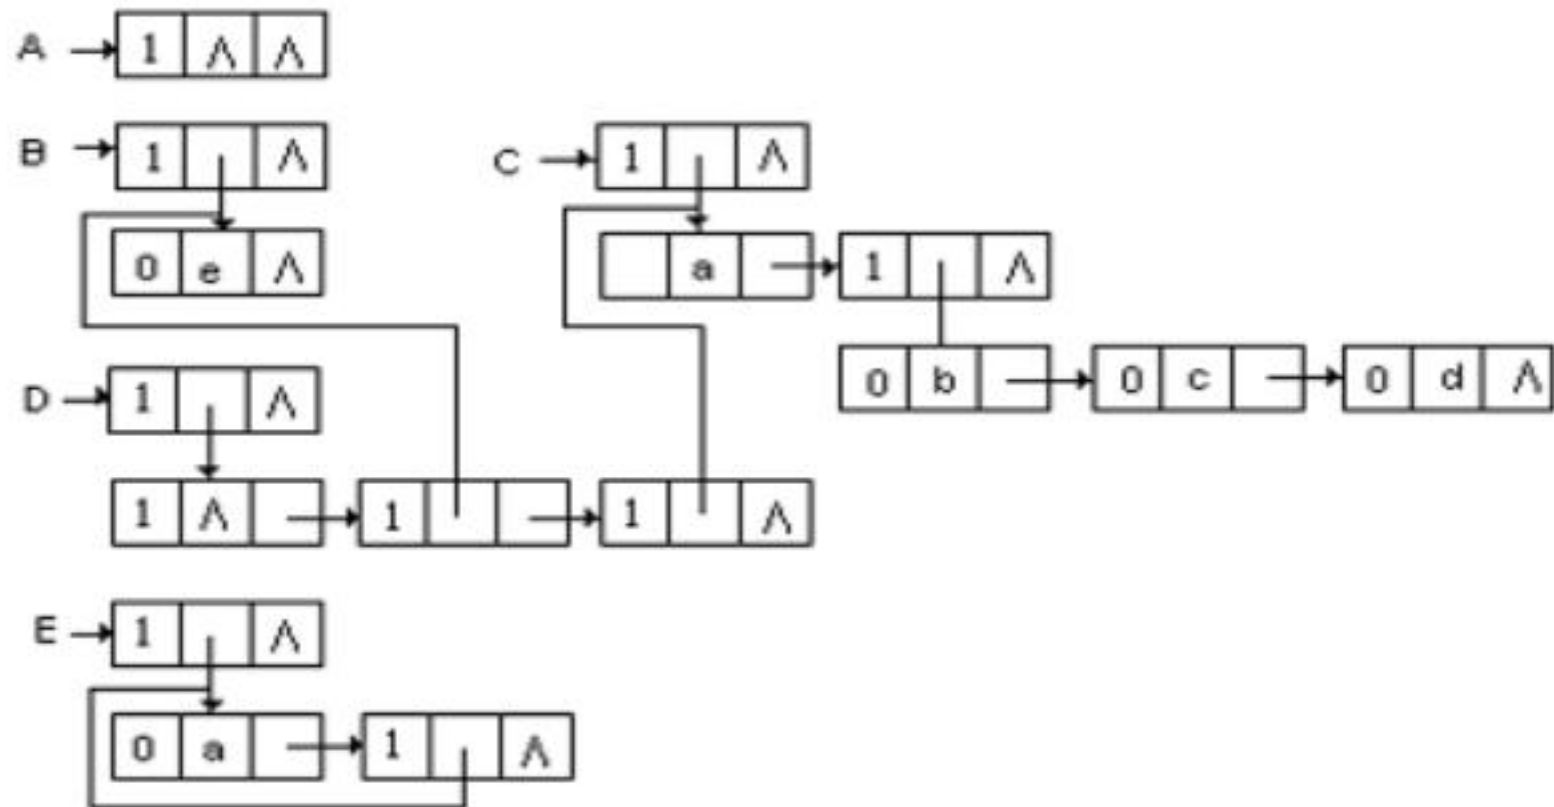 A 1 ∧ ∧
B 1 ∧ C 1 ∧
0 e ∧ a 1 ∧
0 b 0 c 0 d ∧
D 1 ∧
1 ∧ 1 1 ∧
E 1 ∧
0 a 1 ∧